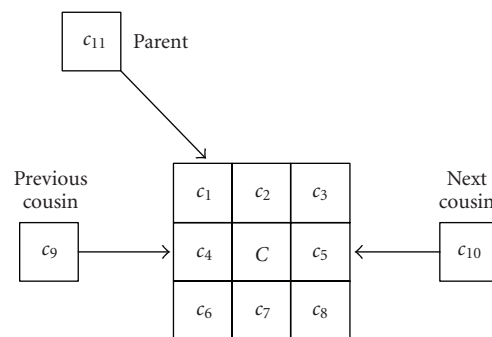 c₁₁ Parent
Previous
cousin
Next
cousin
c₁ c₂ c₃
c₉ c₄ C c₅ c₁₀
c₆ c₇ c₈